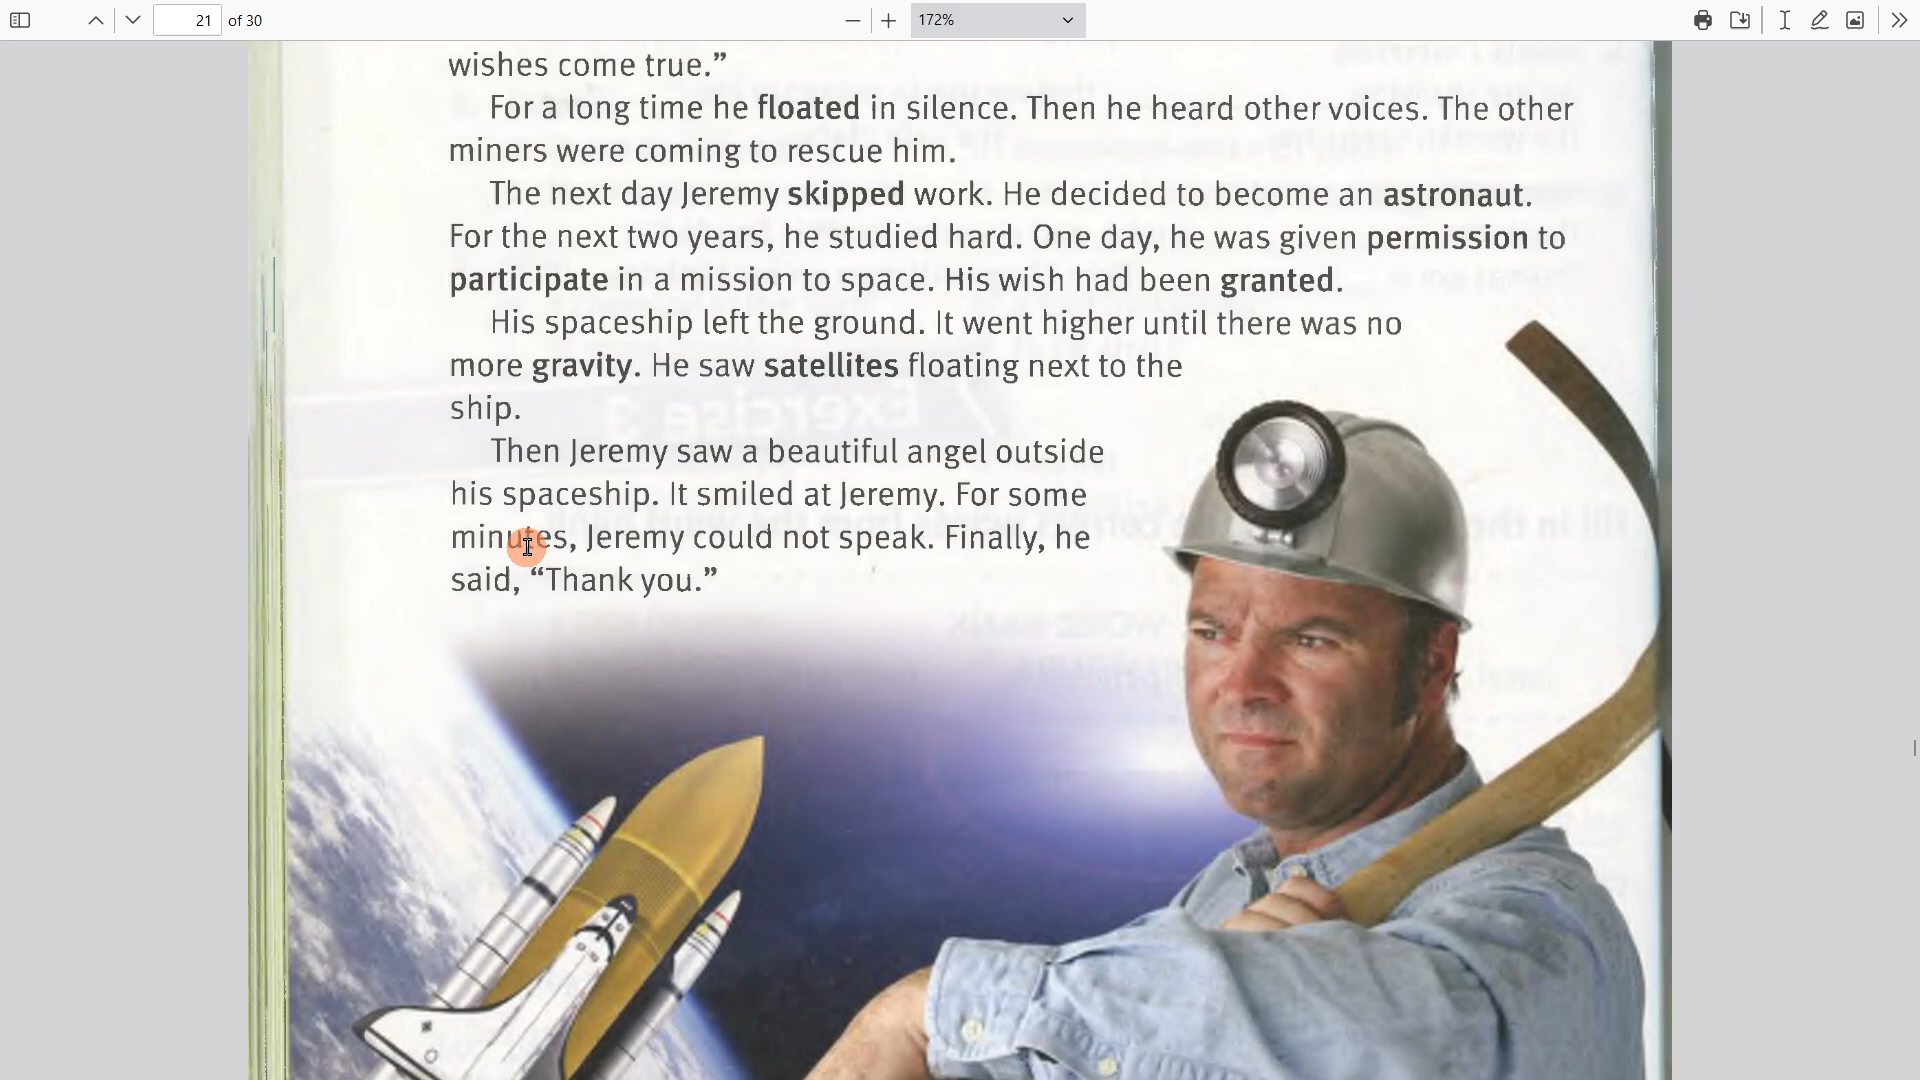 21 of 30
172%
wishes come true.”
For a long time he floated in silence. Then he heard other voices. The other
miners were coming to rescue him.
The next day Jeremy skipped work. He decided to become an astronaut.
For the next two years, he studied hard. One day, he was given permission to
participate in a mission to space. His wish had been granted.
His spaceship left the ground. It went higher until there was no
more gravity. He saw satellites floating next to the
ship.
Then Jeremy saw a beautiful angel outside
his spaceship. It smiled at Jeremy. For some
minutes, Jeremy could not speak. Finally, he
said, “Thank you.”